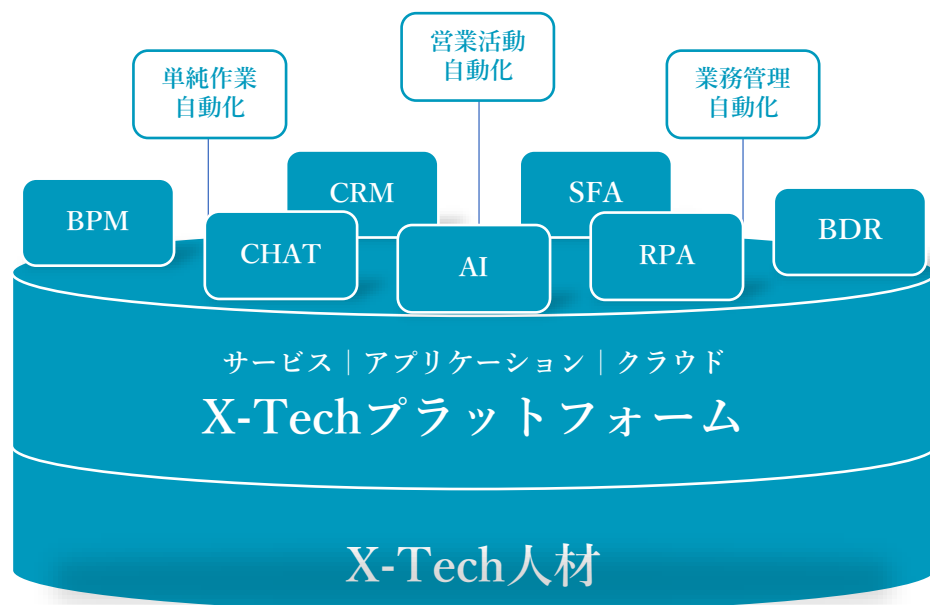 営業活動
自動化
単純作業
自動化
業務管理
自動化
CRM
SFA
BPM
BDR
CHAT
AI
RPA
サービス｜アプリケーション｜クラウド
X-Techプラットフォーム
X-Tech人材